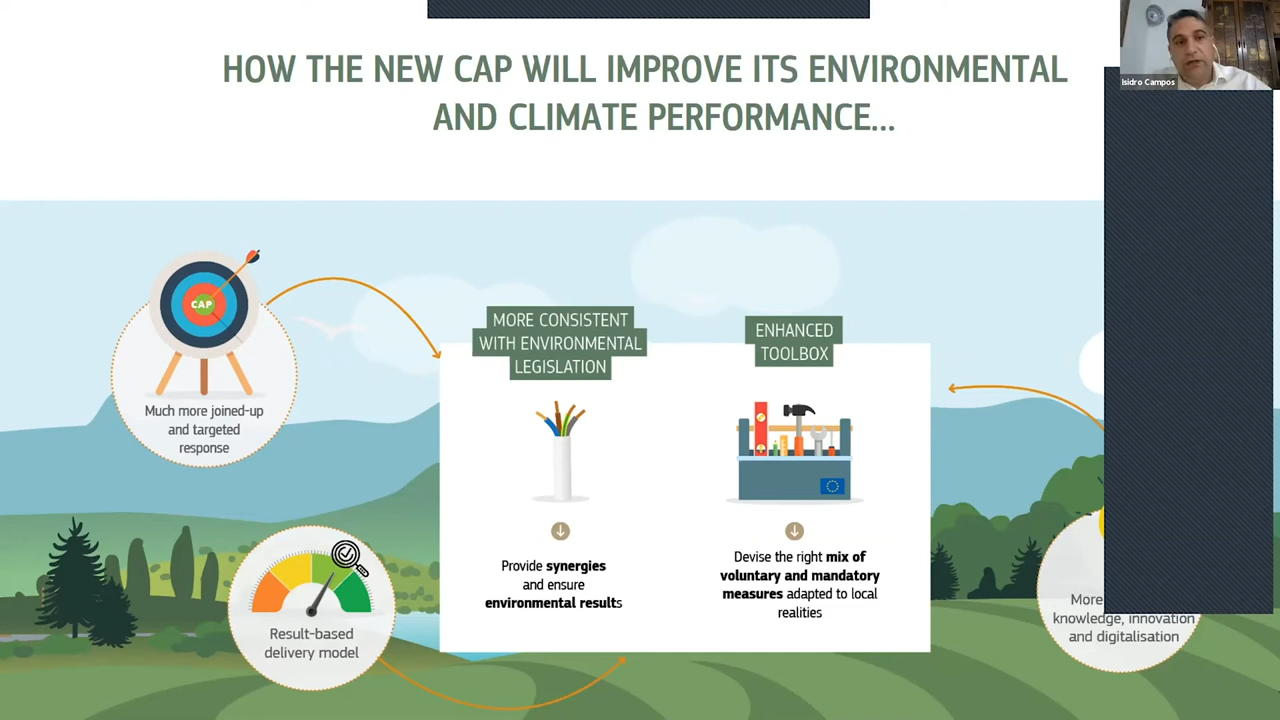 HOW THE NEW CAP WILL IMPROVE ITS ENVIRONMENTAL
AND CLIMATE PERFORMANCE...
Isidro Campos
CAP
Much more joined-up
and targeted
response
MORE CONSISTENT
WITH ENVIRONMENTAL
LEGISLATION
ENHANCED
TOOLBOX
Provide synergies
and ensure
environmental results
Devise the right mix of
voluntary and mandatory
measures adapted to local
realities
Result-based
delivery model
More
knowledge, innovation
and digitalisation